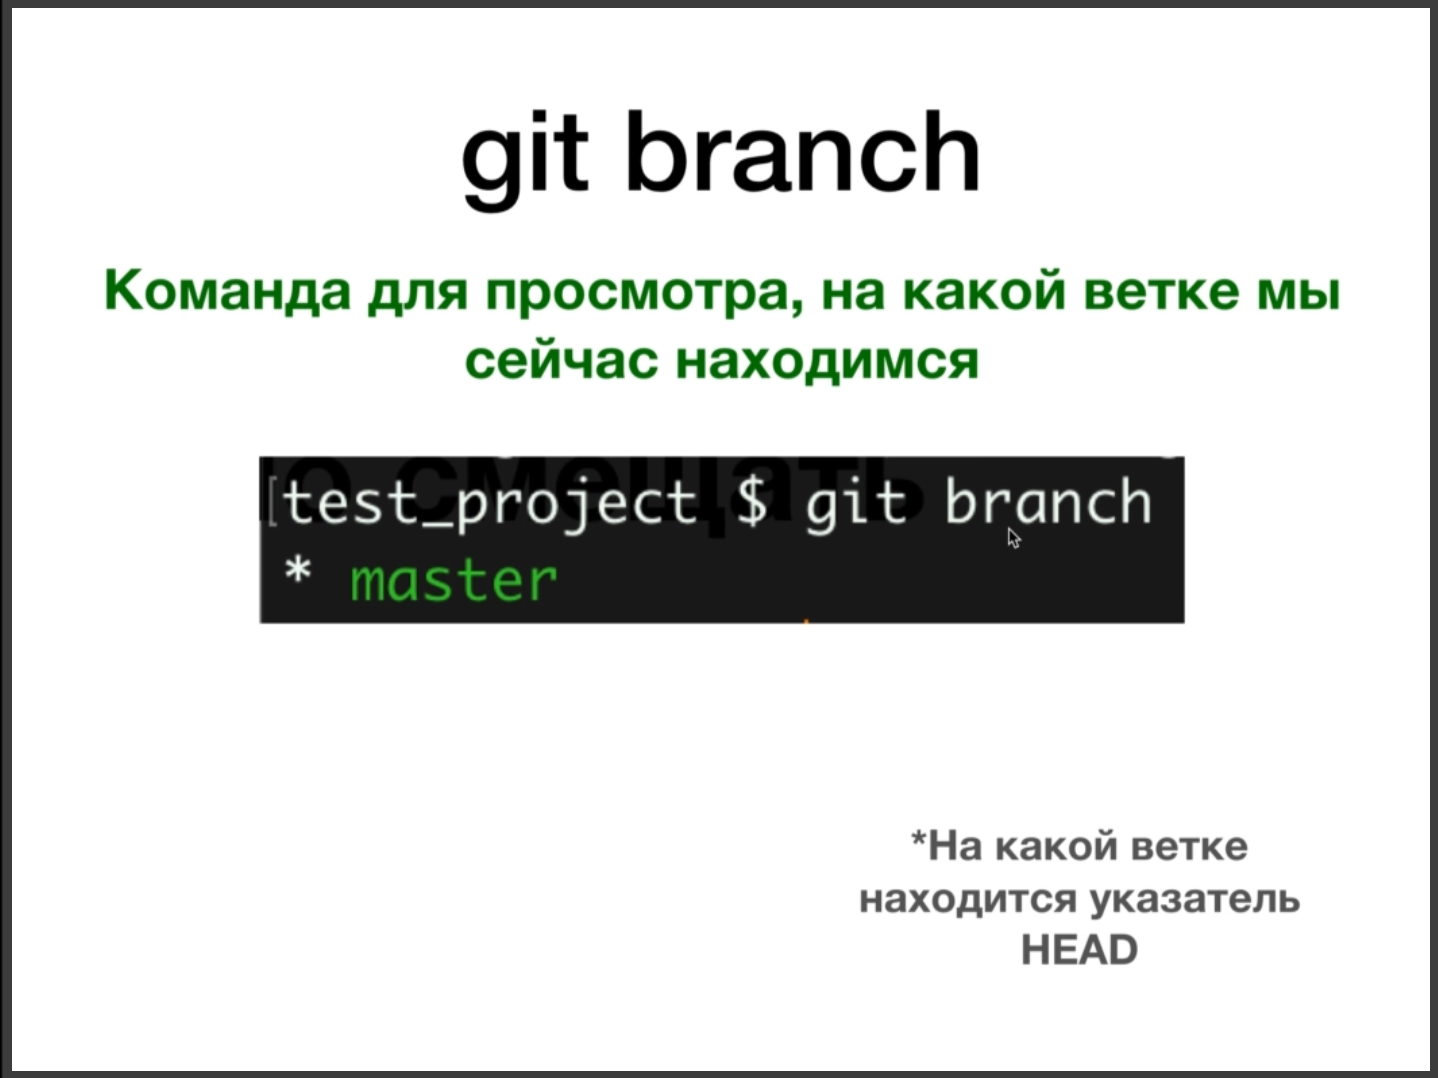 git branch
Команда для просмотра, на какой ветке мы
сейчас находимся
о смещать
[test_project $ git branch
* master
*На какой ветке
находится указатель
HEAD